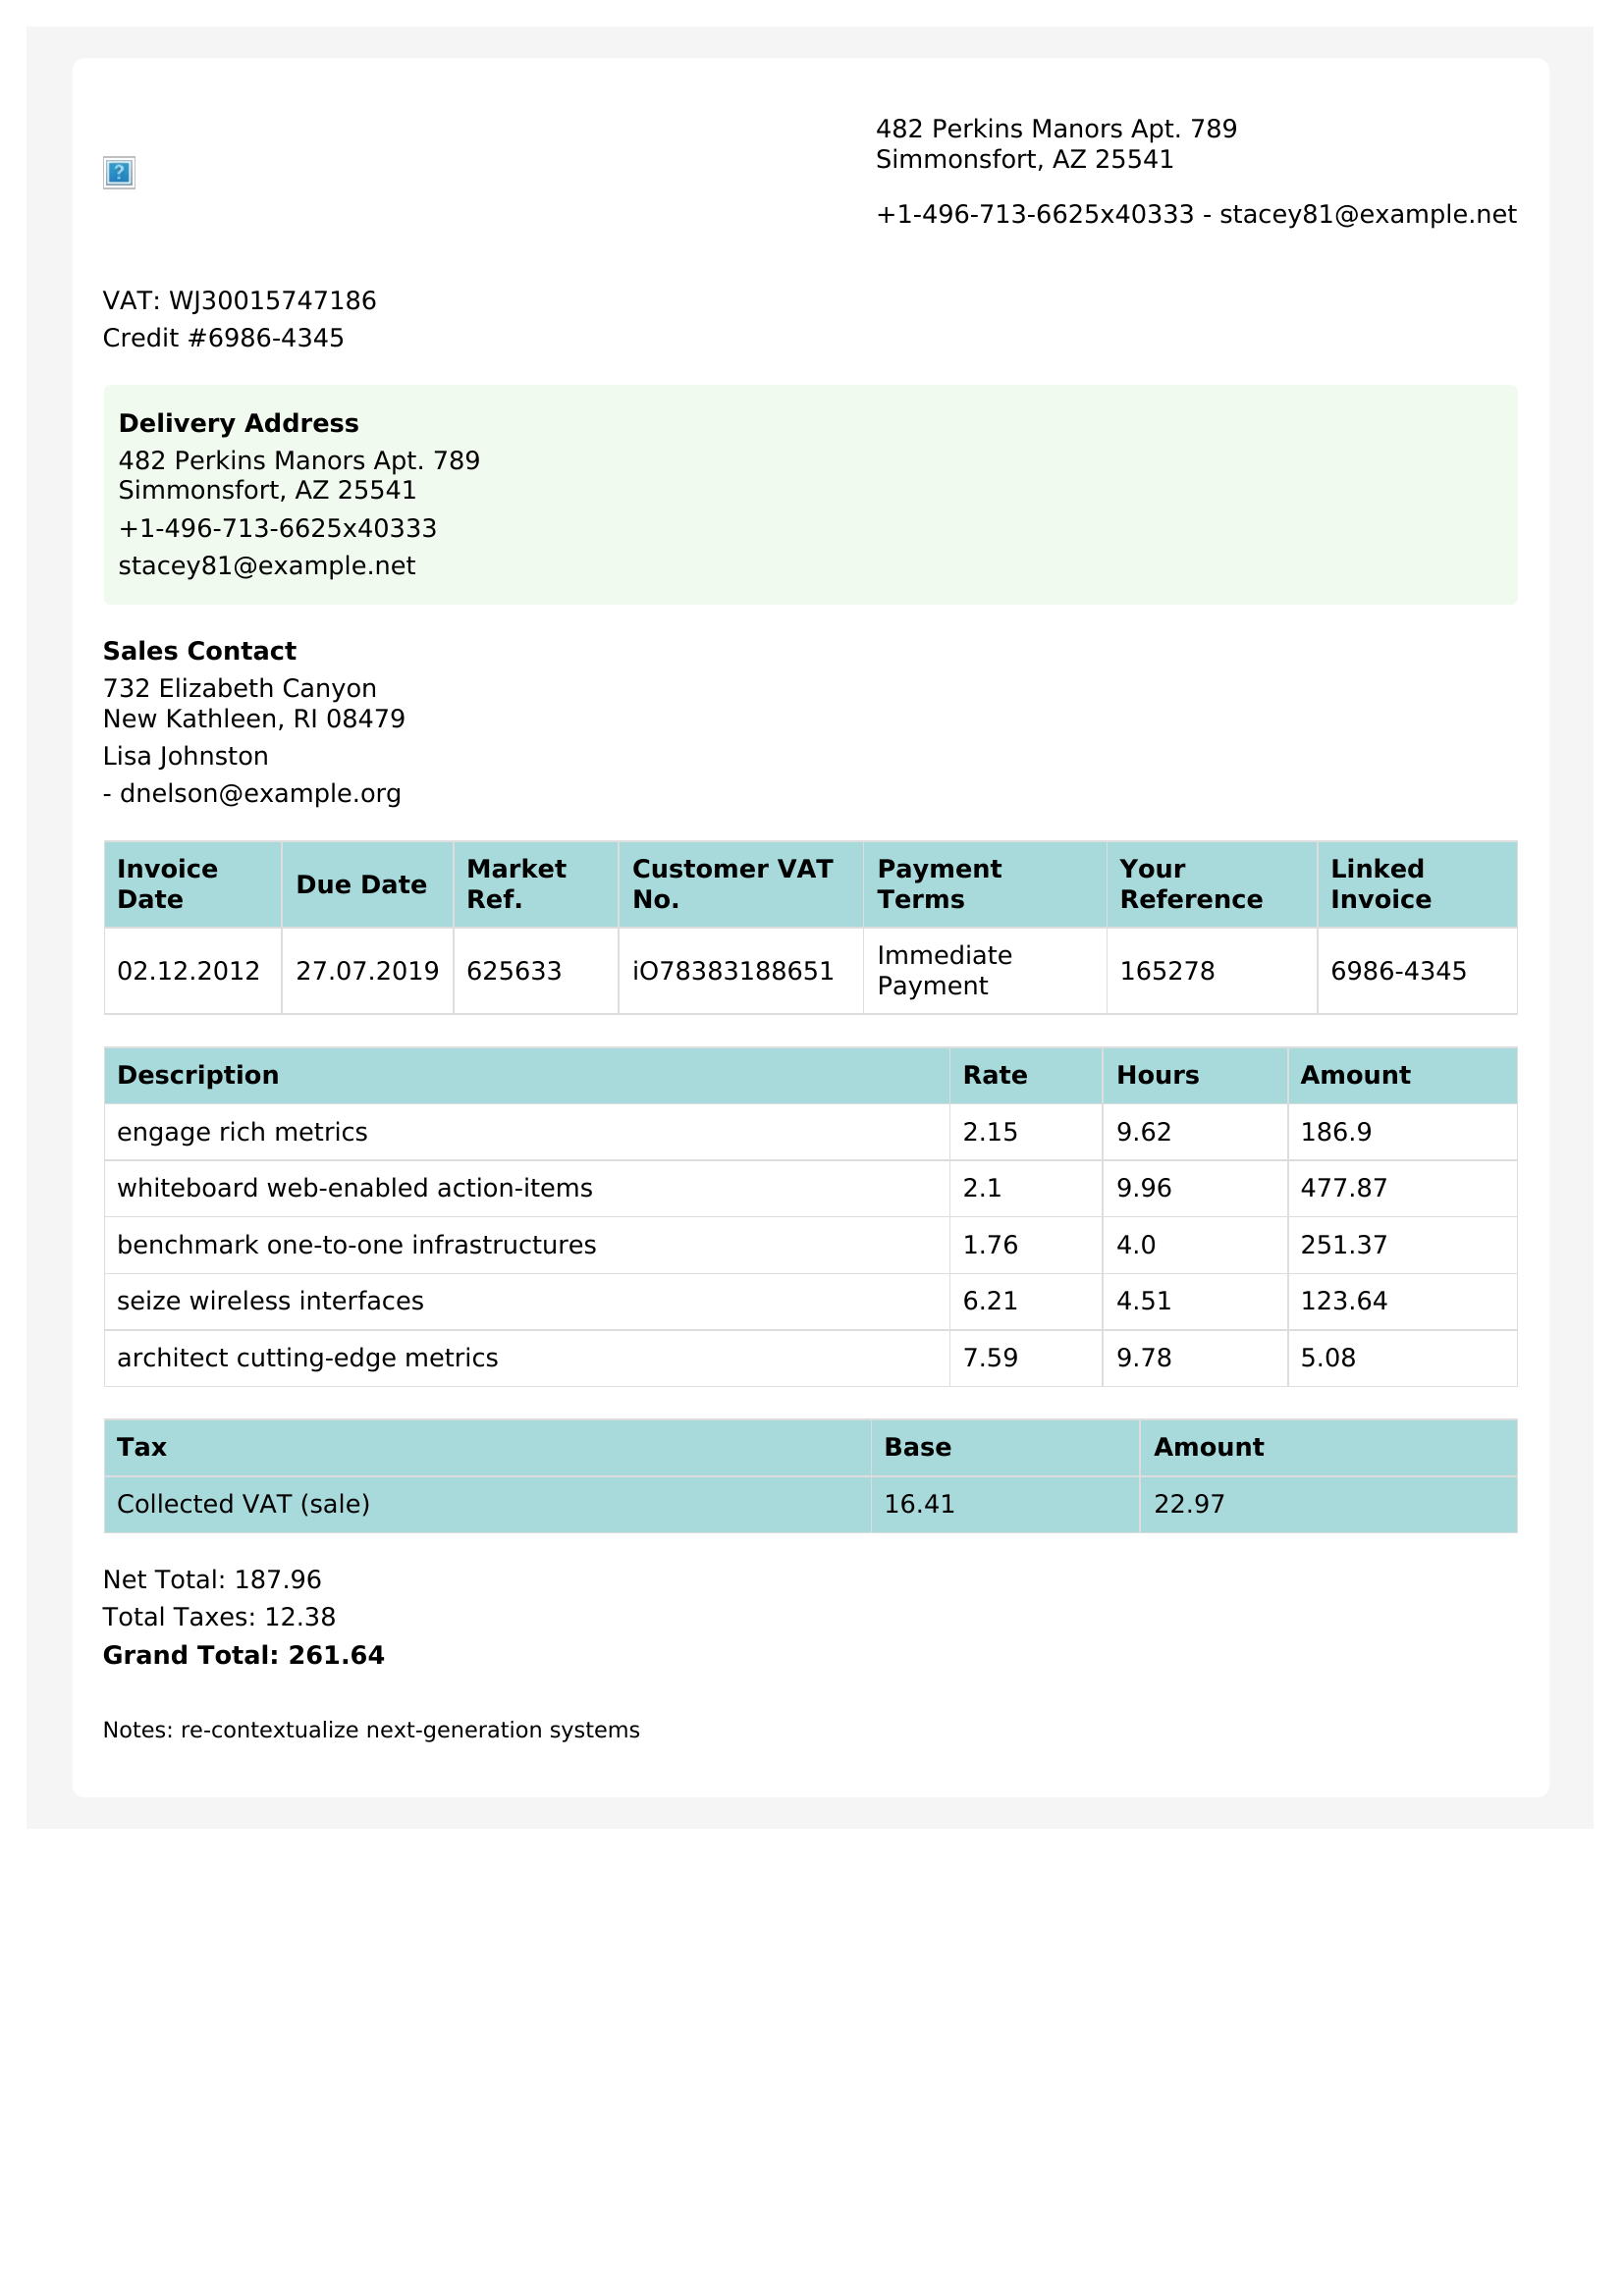 482 Perkins Manors Apt. 789
Simmonsfort, AZ 25541
+1-496-713-6625x40333 - stacey81@example.net
VAT: WJ30015747186
Credit #6986-4345
Delivery Address
482 Perkins Manors Apt. 789
Simmonsfort, AZ 25541
+1-496-713-6625x40333
stacey81@example.net
Sales Contact
732 Elizabeth Canyon
New Kathleen, RI 08479
Lisa Johnston
- dnelson@example.org
Invoice Date Due Date Market Ref. Customer VAT No. Payment Terms Your Reference Linked Invoice
02.12.2012 27.07.2019 625633 iO78383188651 Immediate Payment 165278 6986-4345
Description Rate Hours Amount
engage rich metrics 2.15 9.62 186.9
whiteboard web-enabled action-items 2.1 9.96 477.87
benchmark one-to-one infrastructures 1.76 4.0 251.37
seize wireless interfaces 6.21 4.51 123.64
architect cutting-edge metrics 7.59 9.78 5.08
Tax Base Amount
Collected VAT (sale) 16.41 22.97
Net Total: 187.96
Total Taxes: 12.38
Grand Total: 261.64
Notes: re-contextualize next-generation systems